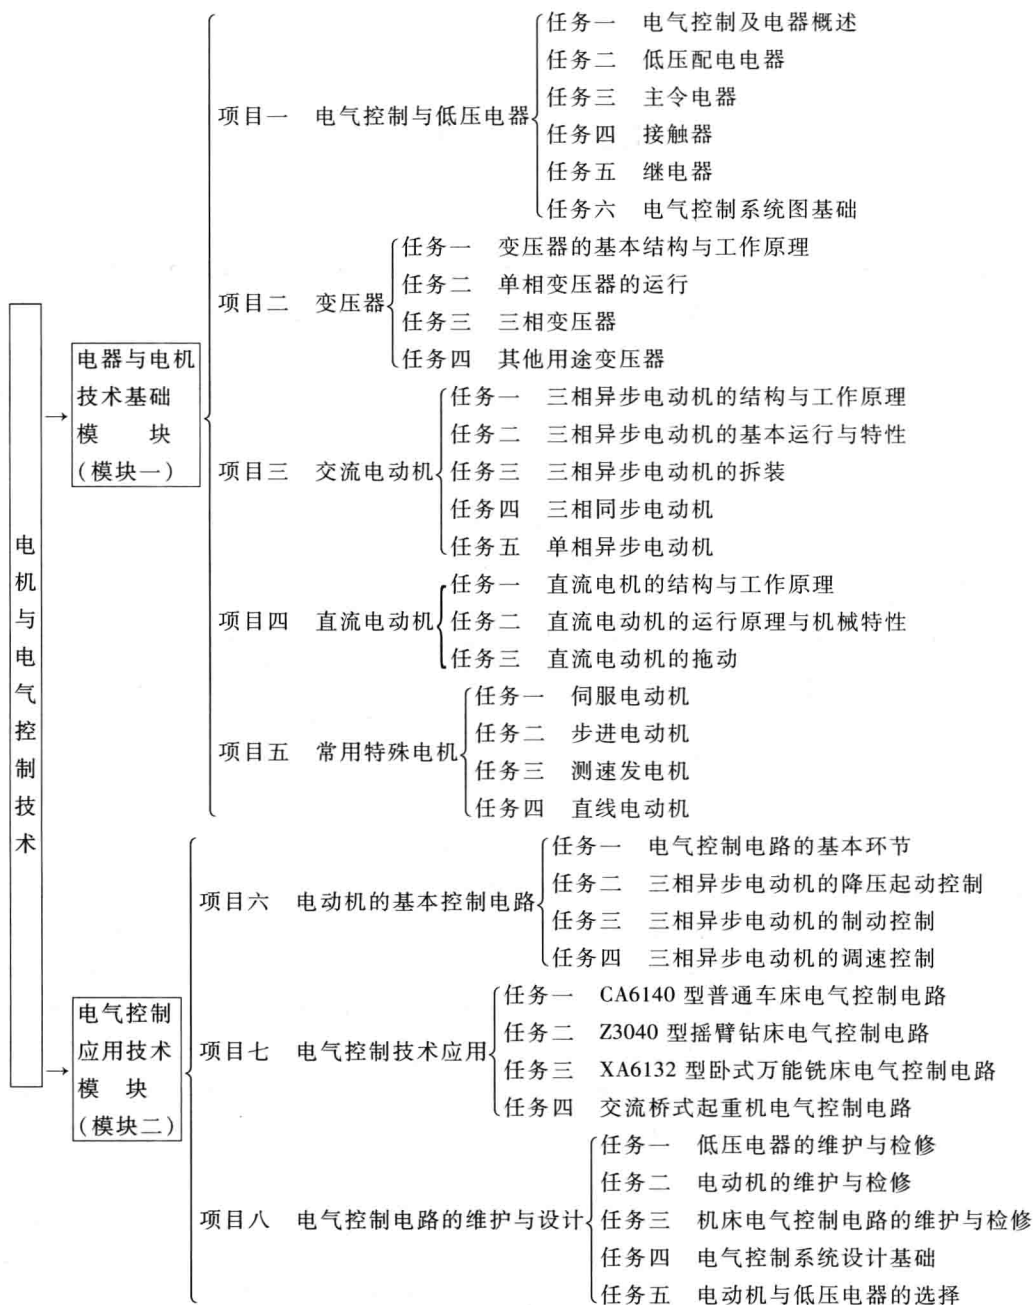 电机与电气控制技术
电器与电机
技术基础
模 块
(模块一)
项目一 电气控制与低压电器
任务一 电气控制及电器概述
任务二 低压配电电器
任务三 主令电器
任务四 接触器
任务五 继电器
任务六 电气控制系统图基础
项目二 变压器
任务一 变压器的基本结构与工作原理
任务二 单相变压器的运行
任务三 三相变压器
任务四 其他用途变压器
项目三 交流电动机
任务一 三相异步电动机的结构与工作原理
任务二 三相异步电动机的基本运行与特性
任务三 三相异步电动机的拆装
任务四 三相同步电动机
任务五 单相异步电动机
项目四 直流电动机
任务一 直流电机的结构与工作原理
任务二 直流电动机的运行原理与机械特性
任务三 直流电动机的拖动
项目五 常用特殊电机
任务一 伺服电动机
任务二 步进电动机
任务三 测速发电机
任务四 直线电动机
电气控制
应用技术
模 块
(模块二)
项目六 电动机的基本控制电路
任务一 电气控制电路的基本环节
任务二 三相异步电动机的降压起动控制
任务三 三相异步电动机的制动控制
任务四 三相异步电动机的调速控制
项目七 电气控制技术应用
任务一 CA6140 型普通车床电气控制电路
任务二 Z3040 型摇臂钻床电气控制电路
任务三 XA6132 型卧式万能铣床电气控制电路
任务四 交流桥式起重机电气控制电路
项目八 电气控制电路的维护与设计
任务一 低压电器的维护与检修
任务二 电动机的维护与检修
任务三 机床电气控制电路的维护与检修
任务四 电气控制系统设计基础
任务五 电动机与低压电器的选择